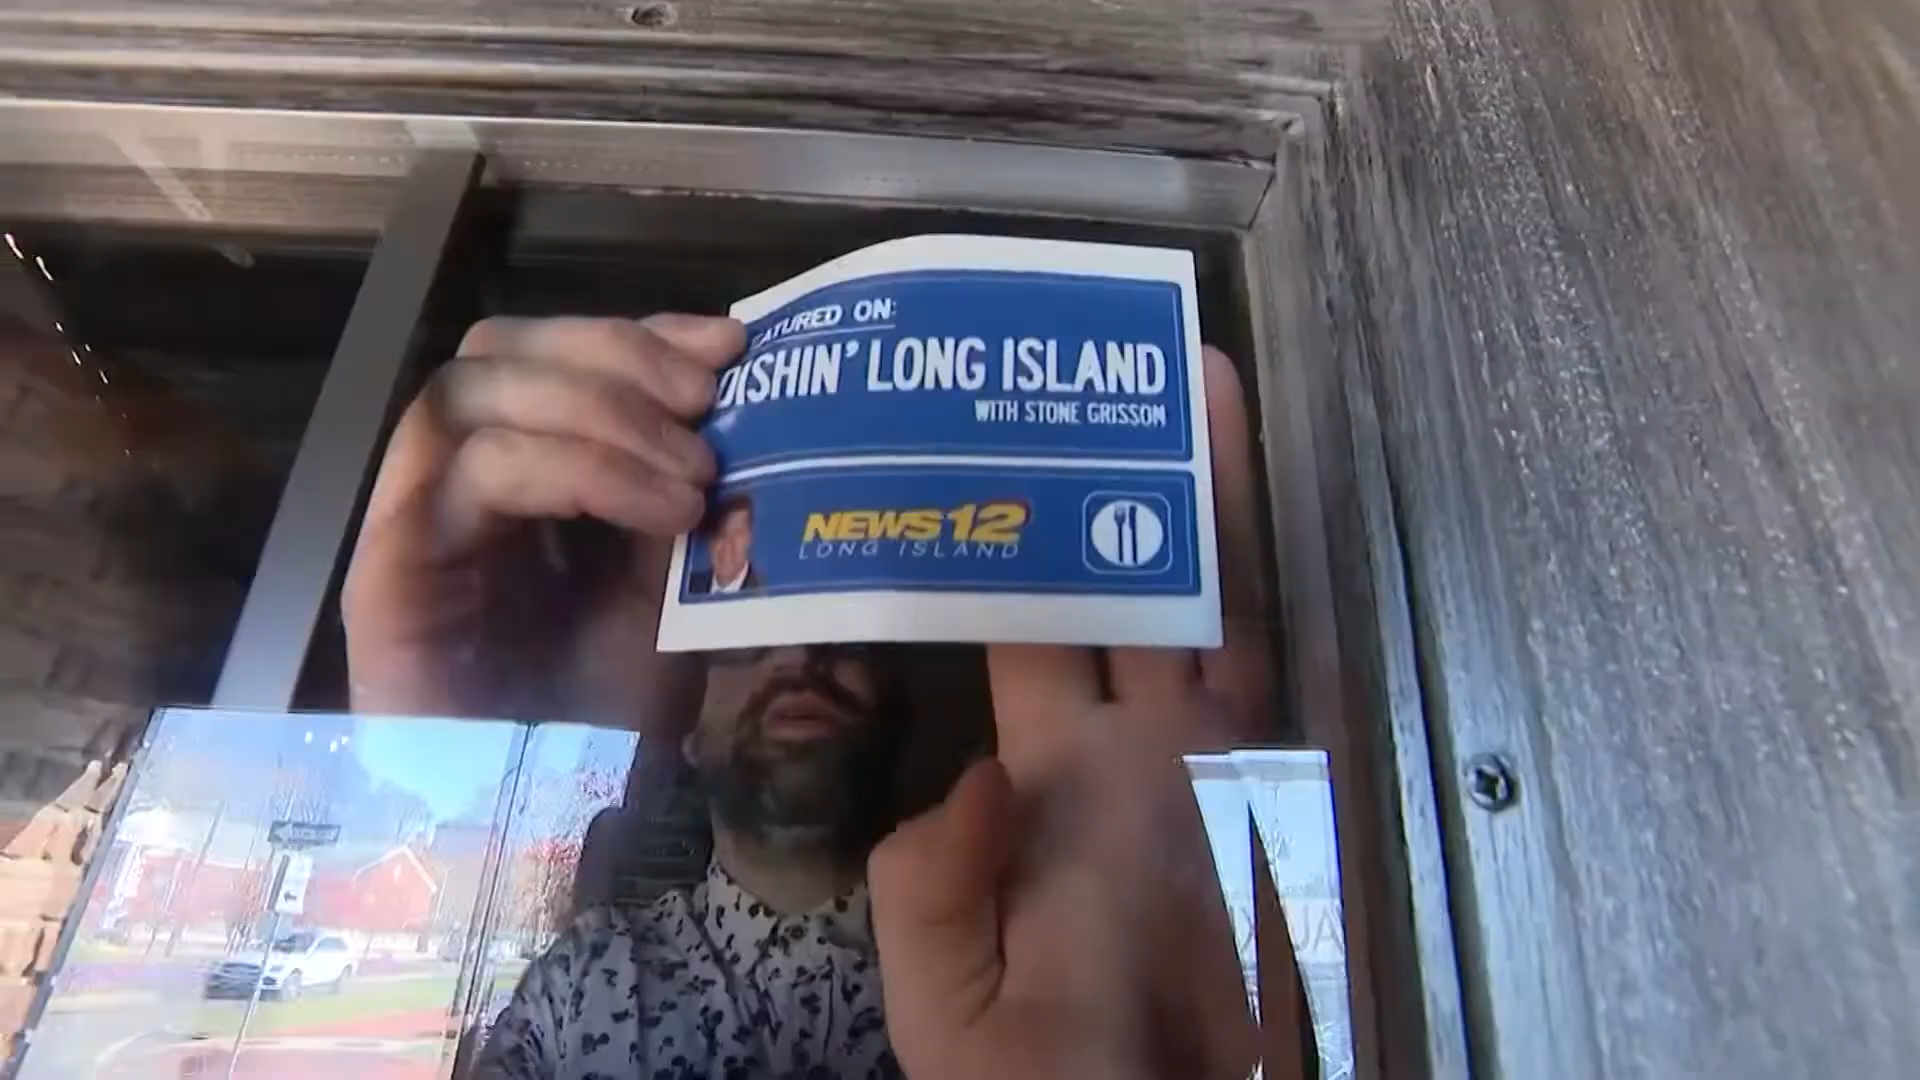 FEATURED ON:
DISHIN' LONG ISLAND
WITH STONE GRISSOM
NEWS 12
LONG ISLAND